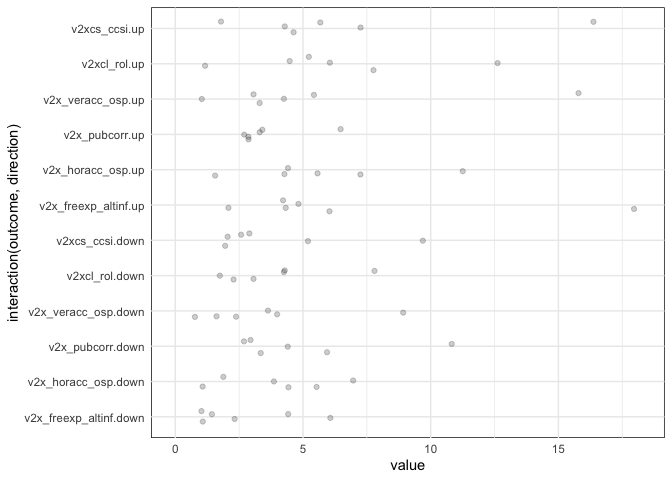 v2xcs_ccsi.up
v2xcl_rol.up
v2x_veracc_osp.up
v2x_pubcorr.up
v2x_horacc_osp.up
v2x_freexp_altinf.up
v2xcs_ccsi.down
v2xcl_rol.down
v2x_veracc_osp.down
v2x_pubcorr.down
v2x_horacc_osp.down
v2x_freexp_altinf.down
interaction(outcome, direction)
0 5 10 15
value